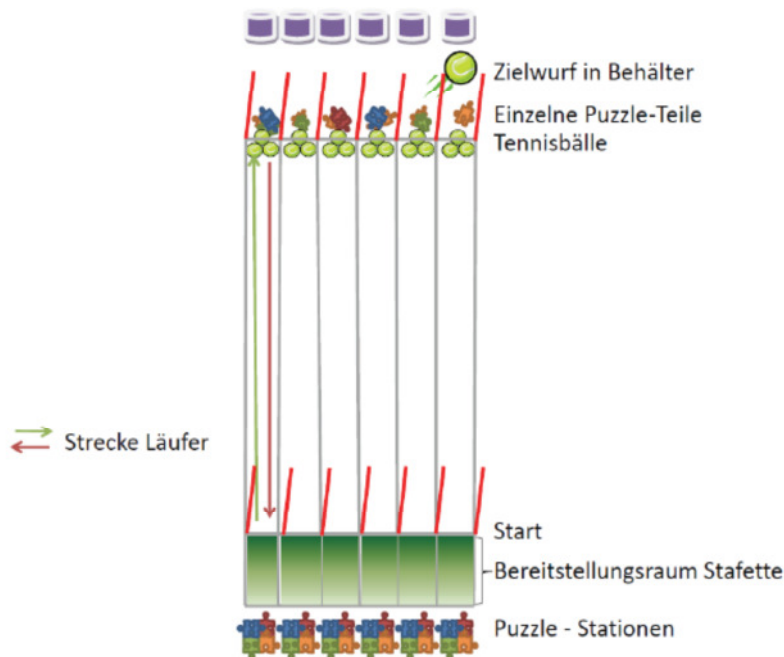 Zielwurf in Behälter
Einzelne Puzzle-Teile
Tennisbälle
Strecke Läufer
Start
Bereitstellungsraum Stafette
Puzzle - Stationen